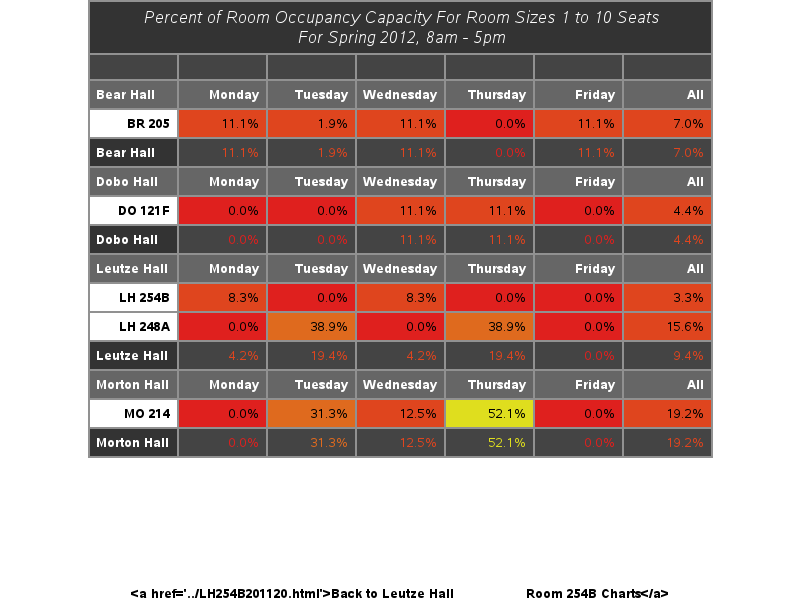 Percent of Room Occupancy Capacity For Room Sizes 1 to 10 Seats
For Spring 2012, 8am - 5pm
Bear Hall Monday Tuesday Wednesday Thursday Friday All
BR 205 11.1% 1.9% 11.1% 0.0% 11.1% 7.0%
Bear Hall 11.1% 1.9% 11.1% 0.0% 11.1% 7.0%
Dobo Hall Monday Tuesday Wednesday Thursday Friday All
DO 121F 0.0% 0.0% 11.1% 11.1% 0.0% 4.4%
Dobo Hall 0.0% 0.0% 11.1% 11.1% 0.0% 4.4%
Leutze Hall Monday Tuesday Wednesday Thursday Friday All
LH 254B 8.3% 0.0% 8.3% 0.0% 0.0% 3.3%
LH 248A 0.0% 38.9% 0.0% 38.9% 0.0% 15.6%
Leutze Hall 4.2% 19.4% 4.2% 19.4% 0.0% 9.4%
Morton Hall Monday Tuesday Wednesday Thursday Friday All
MO 214 0.0% 31.3% 12.5% 52.1% 0.0% 19.2%
Morton Hall 0.0% 31.3% 12.5% 52.1% 0.0% 19.2%
<a href='../LH254B201120.html'>Back to Leutze Hall Room 254B Charts</a>